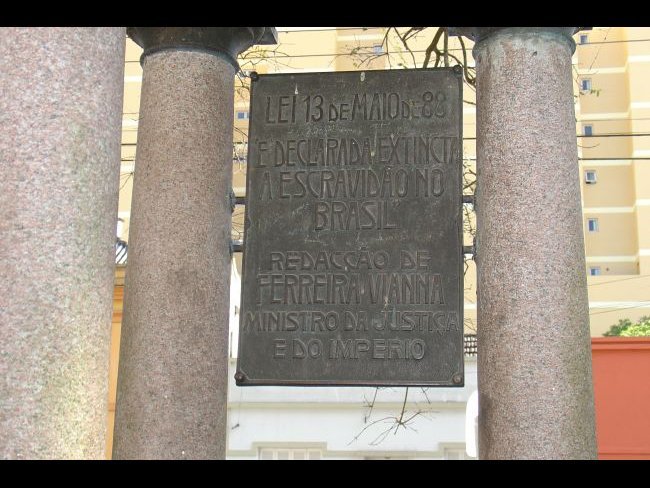 LEI 13 DE MAIO DE 88
E' DECLARADA EXTINCTA
A ESCRAVIDÃO NO
BRASIL
REDACÇÃO DE
FERREIRA VIANNA
MINISTRO DA JUSTIÇA
E DO IMPERIO